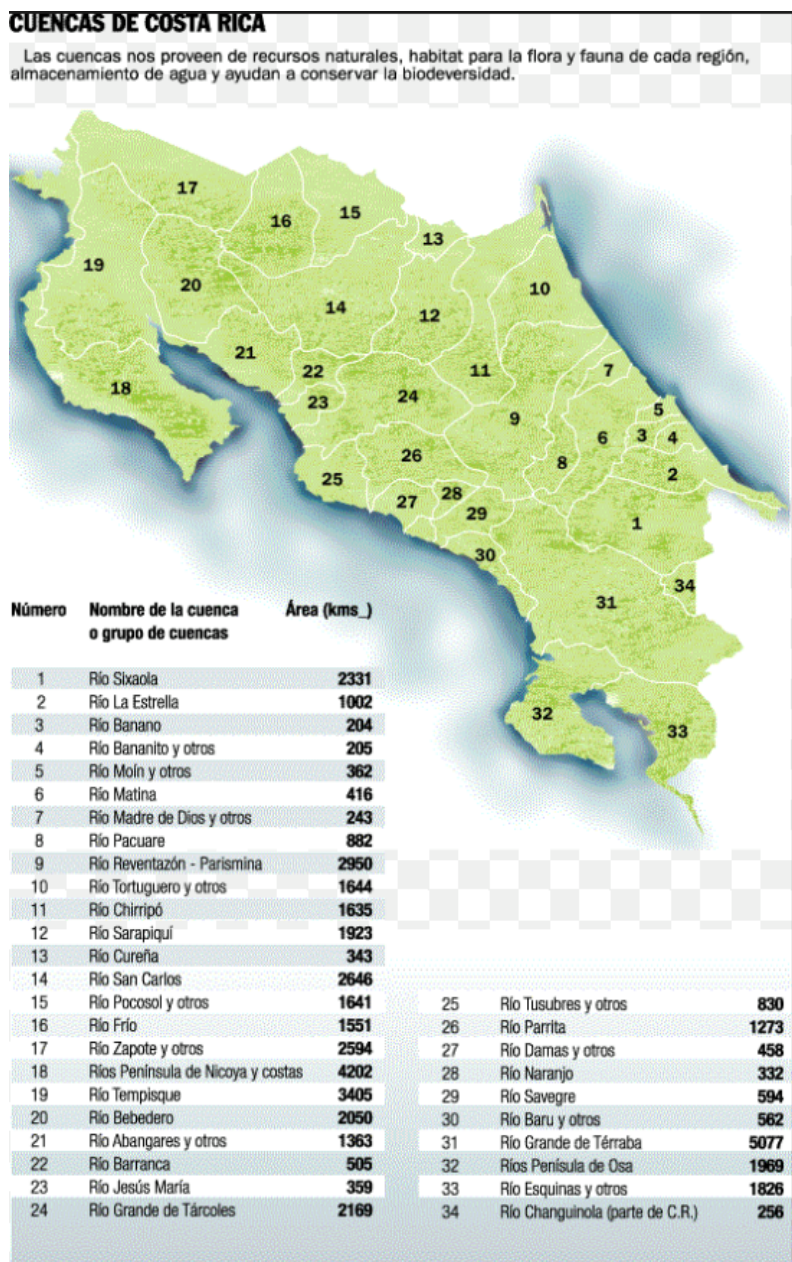 CUENCAS DE COSTA RICA
Las cuencas nos proveen de recursos naturales, habitat para la flora y fauna de cada región,
almacenamiento de agua y ayudan a conservar la biodeversidad.
17
16
15
13
19
20
14
12
10
21
22
11
7
18
23
24
9
5
6
3
4
26
8
2
25
27
28
29
1
30
34
31
32
33
Número Nombre de la cuenca Área (kms_)
o grupo de cuencas
1 Río Sixaola 2331
2 Río La Estrella 1002
3 Río Banano 204
4 Río Bananito y otros 205
5 Río Moín y otros 362
6 Río Matina 416
7 Río Madre de Dios y otros 243
8 Río Pacuare 882
9 Río Reventazón - Parismina 2950
10 Río Tortuguero y otros 1644
11 Río Chirripó 1635
12 Río Sarapiquí 1923
13 Río Cureña 343
14 Río San Carlos 2646
15 Río Pocosol y otros 1641
16 Río Frío 1551
17 Río Zapote y otros 2594
18 Ríos Península de Nicoya y costas 4202
19 Río Tempisque 3405
20 Río Bebedero 2050
21 Río Abangares y otros 1363
22 Río Barranca 505
23 Río Jesús María 359
24 Río Grande de Tárcoles 2169
25 Río Tusubres y otros 830
26 Río Parrita 1273
27 Río Damas y otros 458
28 Río Naranjo 332
29 Río Savegre 594
30 Río Baru y otros 562
31 Río Grande de Térraba 5077
32 Ríos Penísula de Osa 1969
33 Río Esquinas y otros 1826
34 Río Changuinola (parte de C.R.) 256